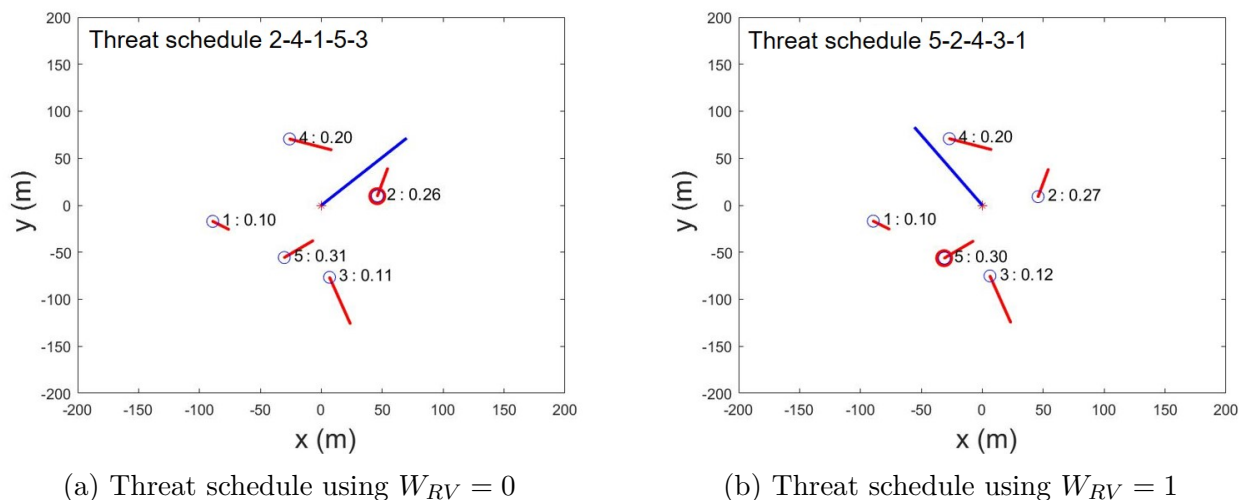 Threat schedule 2-4-1-5-3
200
150
100
50
0
-50
-100
-150
-200
4 : 0.20
2 : 0.26
1 : 0.10
5 : 0.31
3 : 0.11
-200 -150 -100 -50 0 50 100 150 200
x (m)
y (m)
(a) Threat schedule using $W_{RV} = 0$
Threat schedule 5-2-4-3-1
200
150
100
50
0
-50
-100
-150
-200
4 : 0.20
2 : 0.27
1 : 0.10
5 : 0.30
3 : 0.12
-200 -150 -100 -50 0 50 100 150 200
x (m)
y (m)
(b) Threat schedule using $W_{RV} = 1$